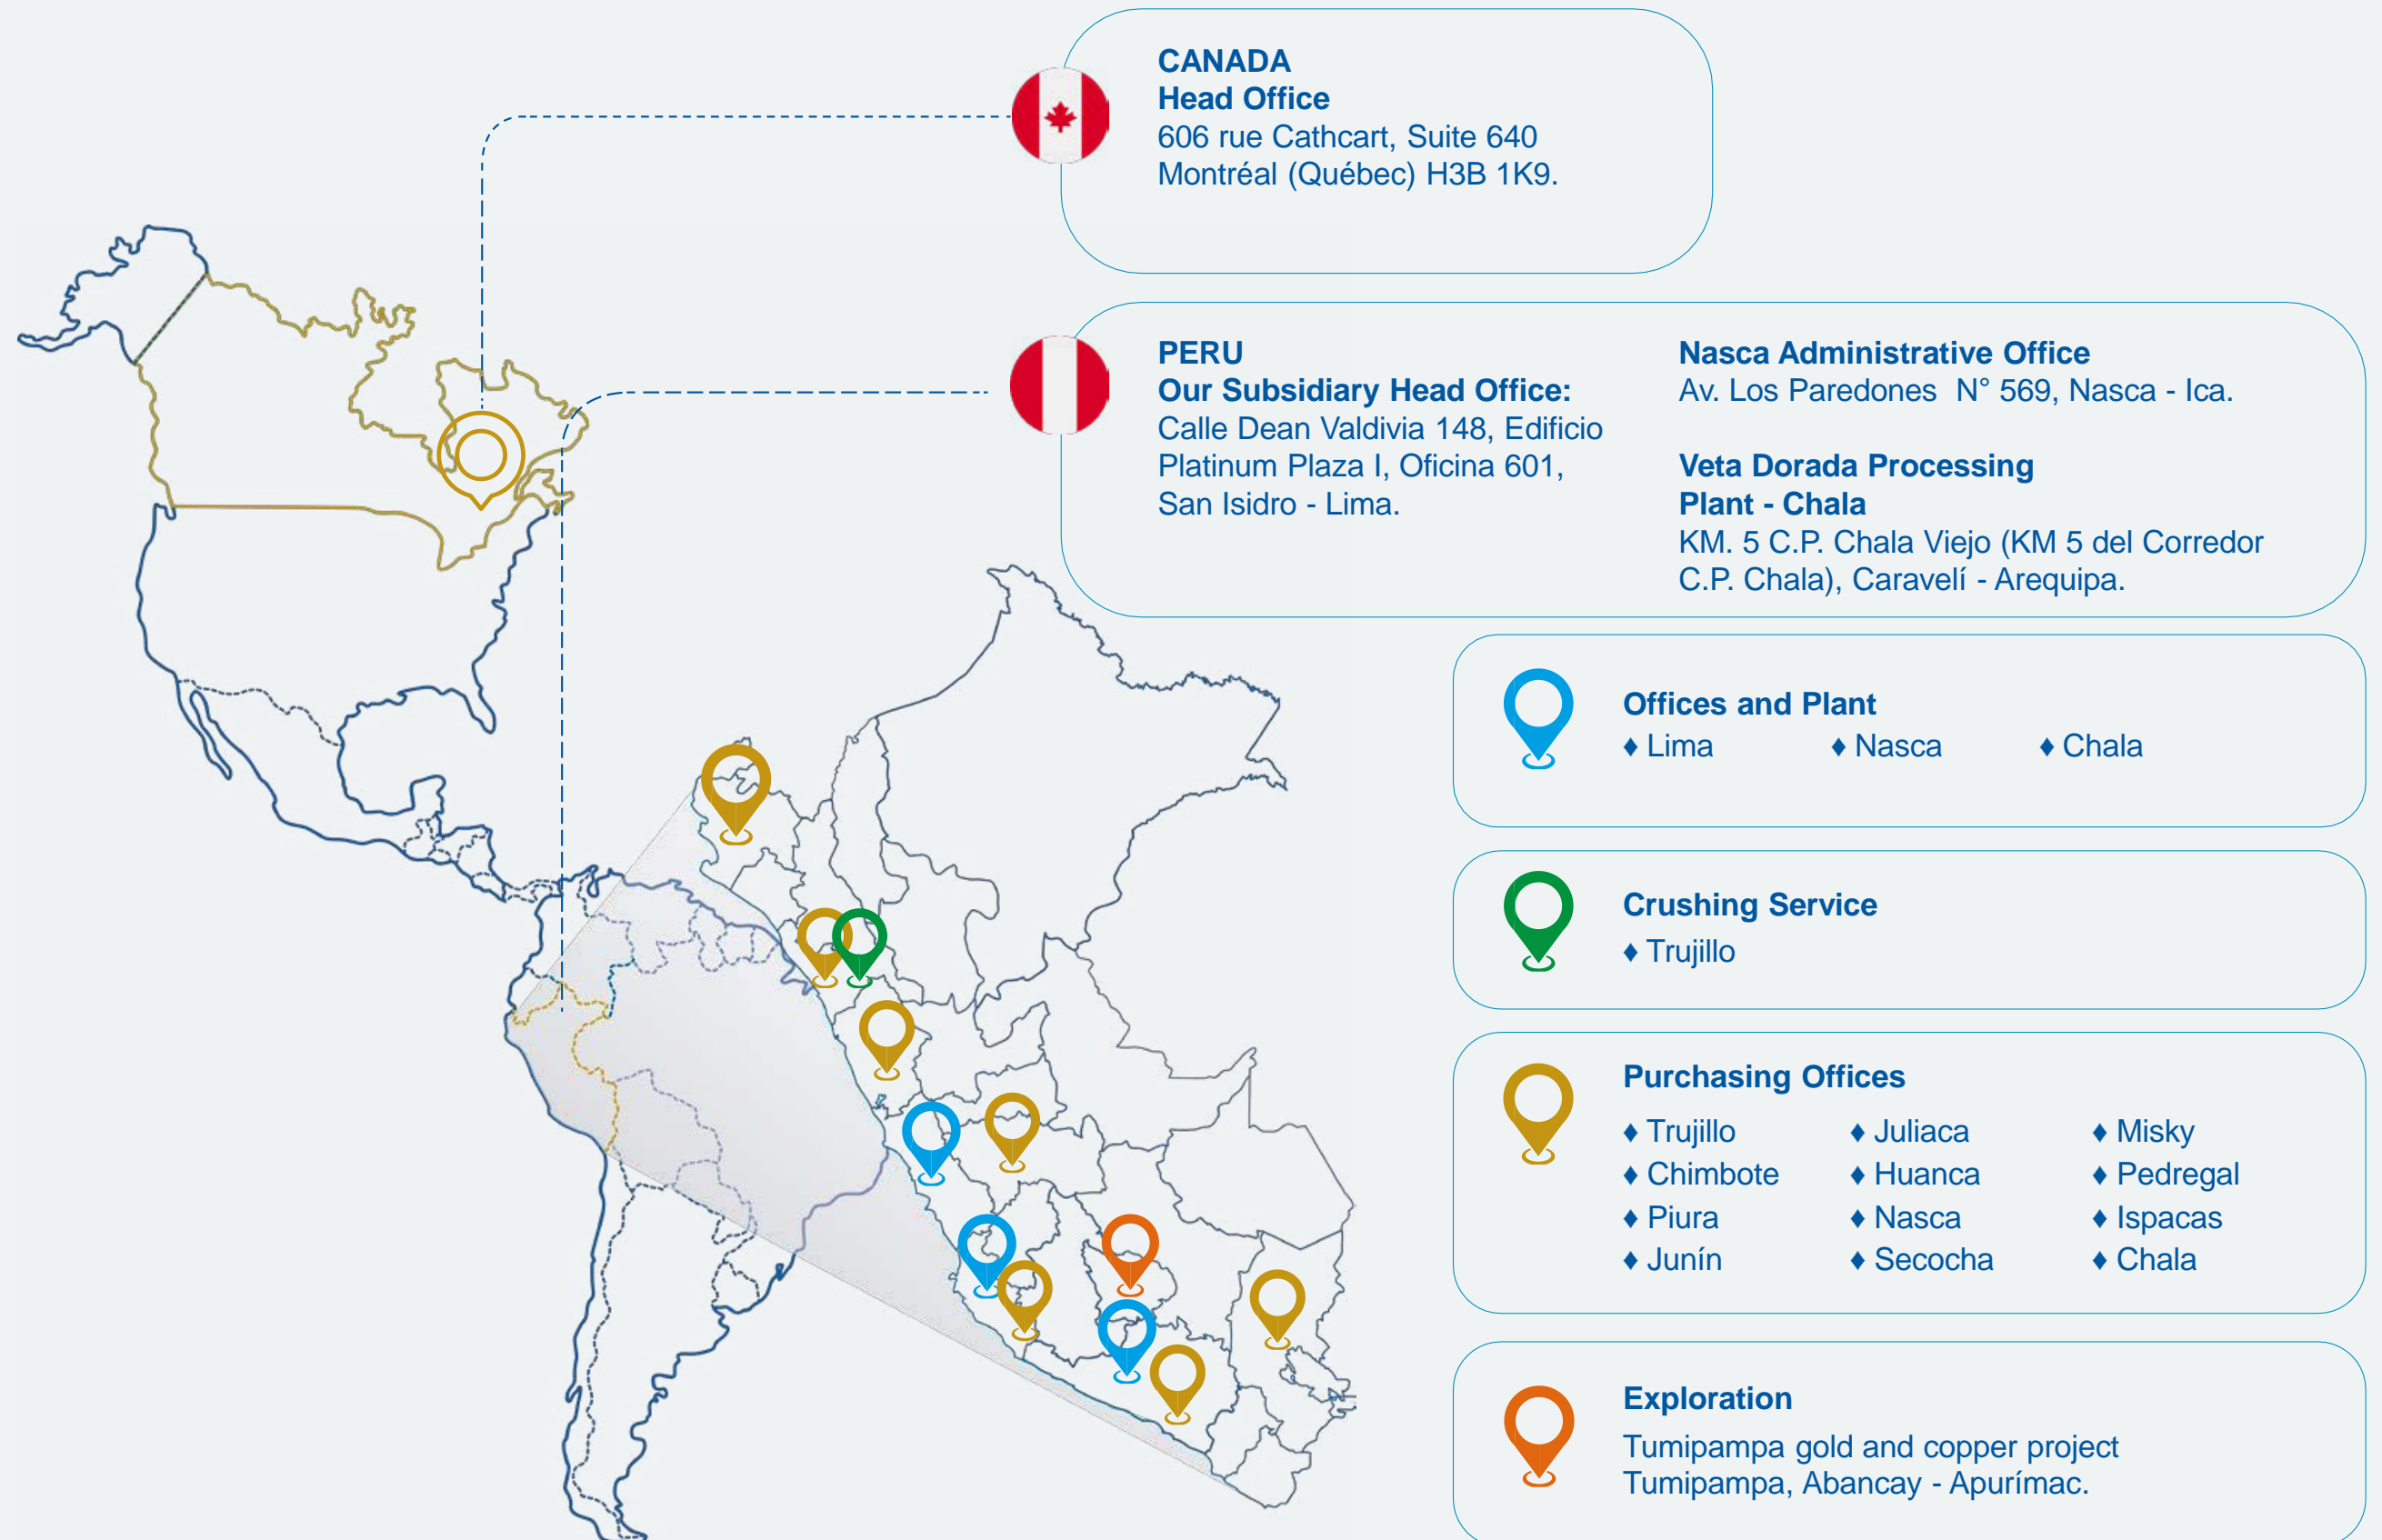 CANADA
Head Office
606 rue Cathcart, Suite 640
Montréal (Québec) H3B 1K9.
PERU
Our Subsidiary Head Office:
Calle Dean Valdivia 148, Edificio
Platinum Plaza I, Oficina 601,
San Isidro - Lima.
Nasca Administrative Office
Av. Los Paredones N° 569, Nasca - Ica.
Veta Dorada Processing
Plant - Chala
KM. 5 C.P. Chala Viejo (KM 5 del Corredor
C.P. Chala), Caravelí - Arequipa.
Offices and Plant
♦ Lima ♦ Nasca ♦ Chala
Crushing Service
♦ Trujillo
Purchasing Offices
♦ Trujillo ♦ Juliaca ♦ Misky
♦ Chimbote ♦ Huanca ♦ Pedregal
♦ Piura ♦ Nasca ♦ Ispacas
♦ Junín ♦ Secocha ♦ Chala
Exploration
Tumipampa gold and copper project
Tumipampa, Abancay - Apurímac.